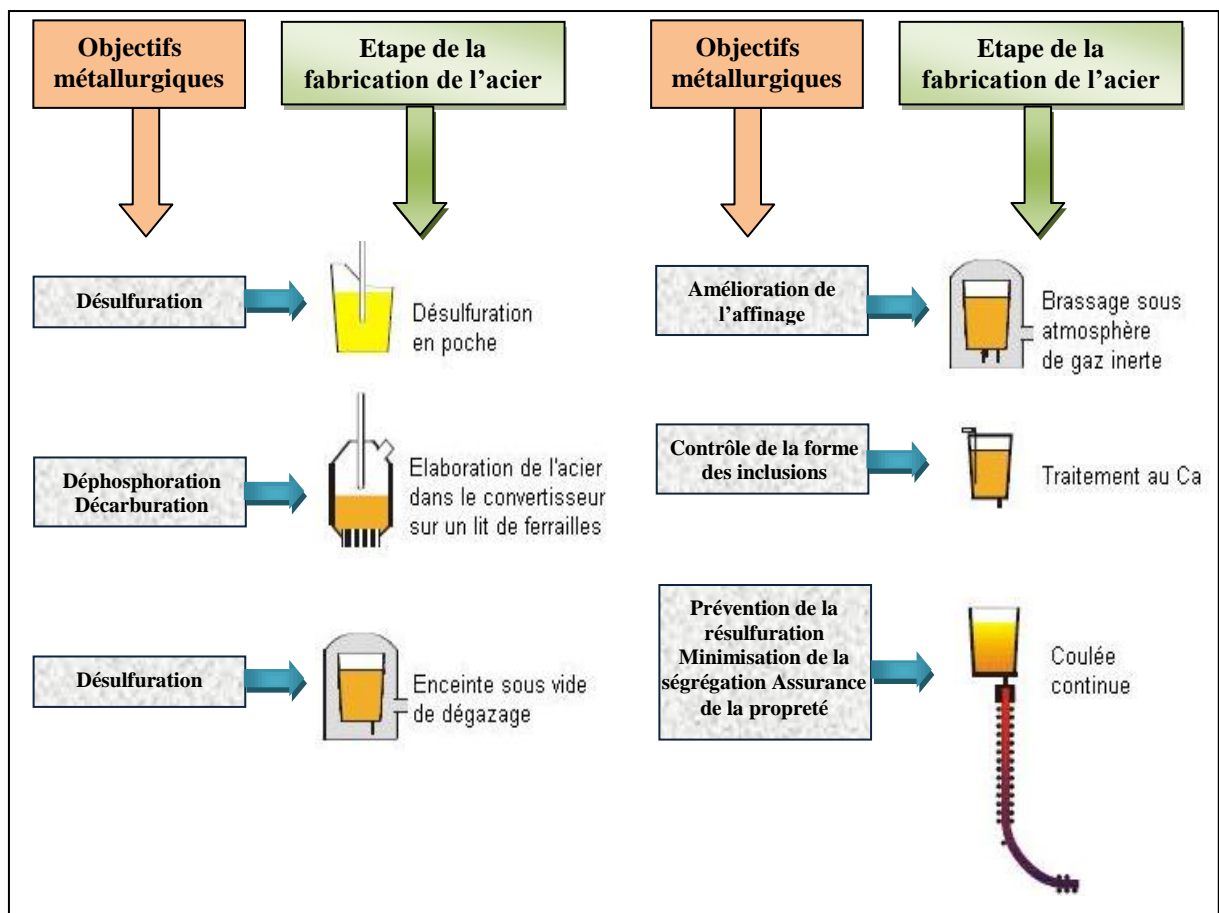 Objectifs
métallurgiques
Etape de la
fabrication de l'acier
Désulfuration
Désulfuration
en poche
Déphosphoration
Décarburation
Elaboration de l'acier
dans le convertisseur
sur un lit de ferrailles
Désulfuration
Enceinte sous vide
de dégazage
Objectifs
métallurgiques
Etape de la
fabrication de l'acier
Amélioration de
l'affinage
Brassage sous
atmosphère
de gaz inerte
Contrôle de la forme
des inclusions
Traitement au Ca
Prévention de la
résulfuration
Minimisation de la
ségrégation Assurance
de la propreté
Coulée
continue